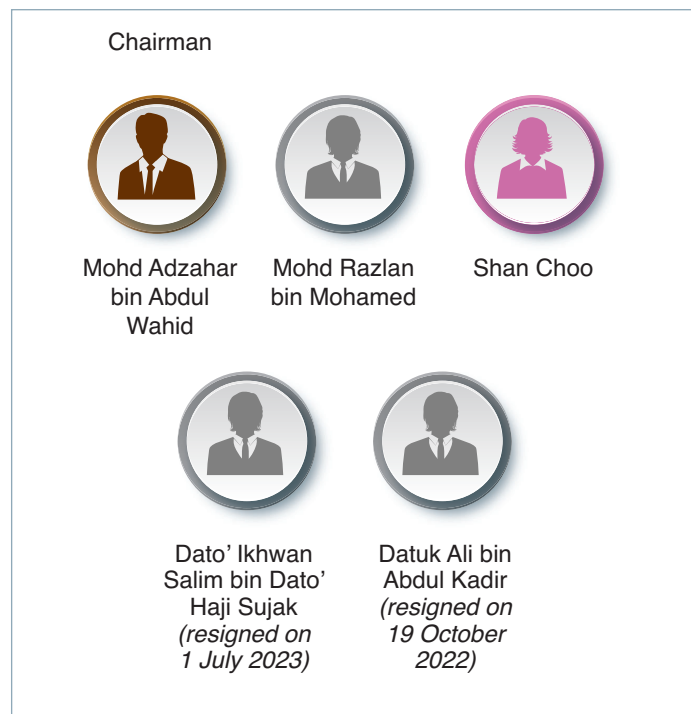 Chairman
Mohd Adzahar
bin Abdul
Wahid
Mohd Razlan
bin Mohamed
Shan Choo
Dato’ Ikhwan
Salim bin Dato’
Haji Sujak
(resigned on
1 July 2023)
Datuk Ali bin
Abdul Kadir
(resigned on
19 October
2022)